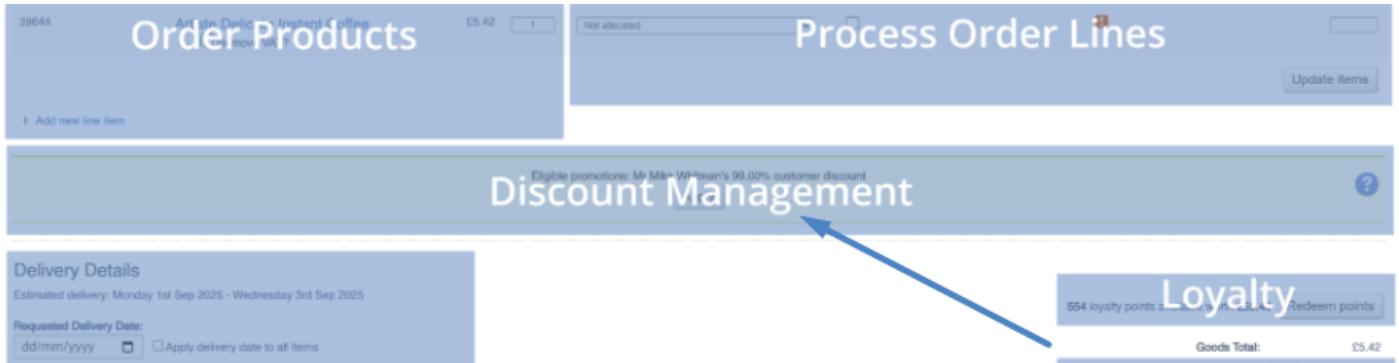 39644 £5.42 1
Not allocated
Order Products
Process Order Lines
Update items
+ Add new line item
Eligible promotions: Mr Mike Whitman's 99.00% customer discount
Discount Management
?
Delivery Details
Estimated delivery: Monday 1st Sep 2025 - Wednesday 3rd Sep 2025
Loyalty
554 loyalty points Redeem points
Requested Delivery Date:
dd/mm/yyyy Apply delivery date to all items
Goods Total: £5.42